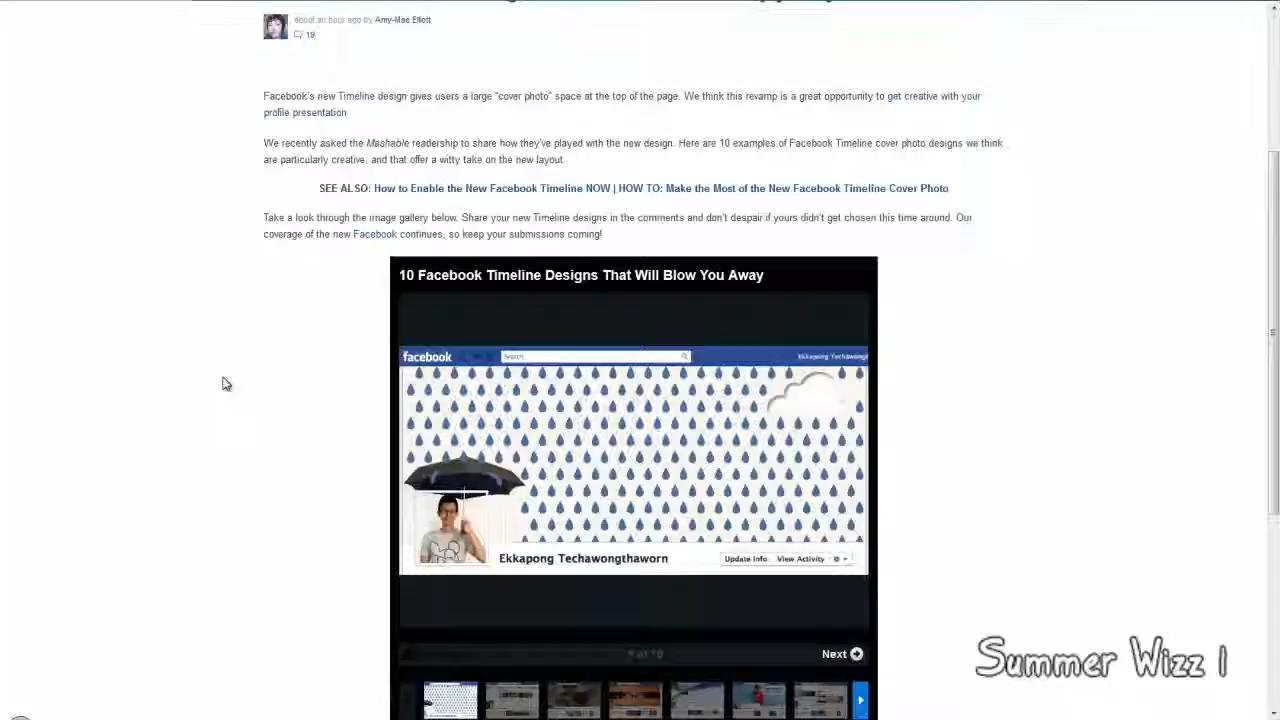 about an hour ago by Amy-Mae Elliott
19
Facebook's new Timeline design gives users a large "cover photo" space at the top of the page. We think this revamp is a great opportunity to get creative with your
profile presentation
We recently asked the Mashable readership to share how they've played with the new design. Here are 10 examples of Facebook Timeline cover photo designs we think
are particularly creative, and that offer a witty take on the new layout.
SEE ALSO: How to Enable the New Facebook Timeline NOW | HOW TO: Make the Most of the New Facebook Timeline Cover Photo
Take a look through the image gallery below. Share your new Timeline designs in the comments and don't despair if yours didn't get chosen this time around. Our
coverage of the new Facebook continues, so keep your submissions coming!
10 Facebook Timeline Designs That Will Blow You Away
facebook Search Ekkapong Techawongt
Ekkapong Techawongthaworn Update Info View Activity
1 of 10 Next
Summer Wizz 1